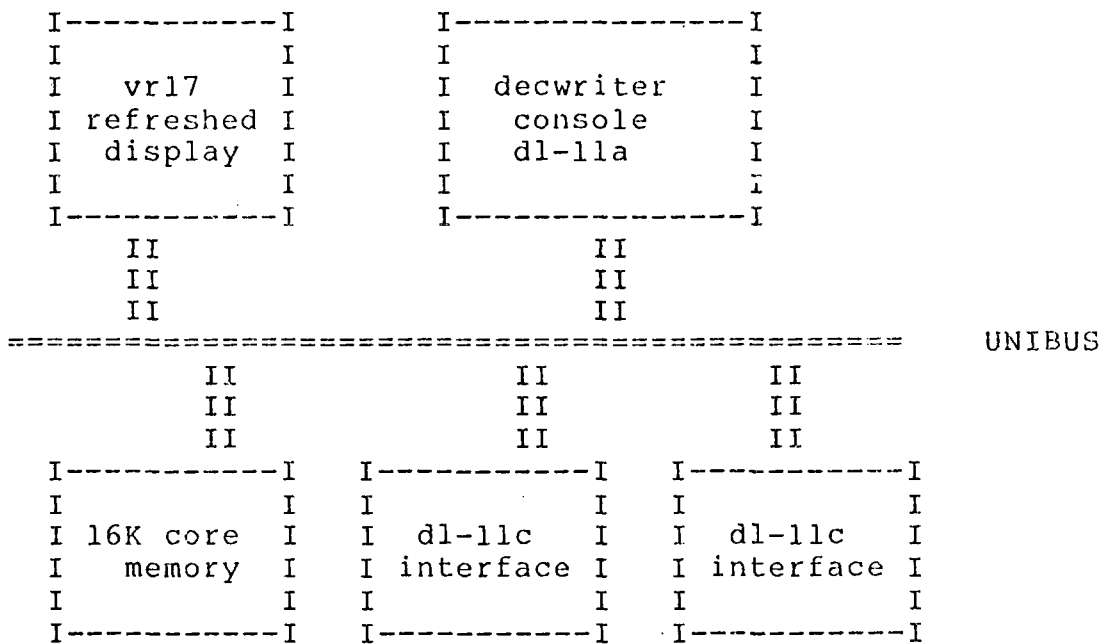 vr17
refreshed
display
decwriter
console
dl-11a
UNIBUS
16K core
memory
dl-11c
interface
dl-11c
interface